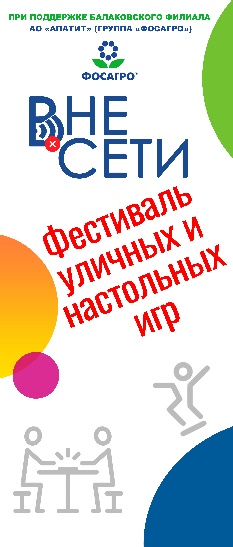 ПРИ ПОДДЕРЖКЕ БАЛАКОВСКОГО ФИЛИАЛА
АО «АПАТИТ» (ГРУППА «ФОСАГРО»)
ФОСАГРО®
ВНЕ
СЕТИ
Фестиваль
уличных и
настольных
игр